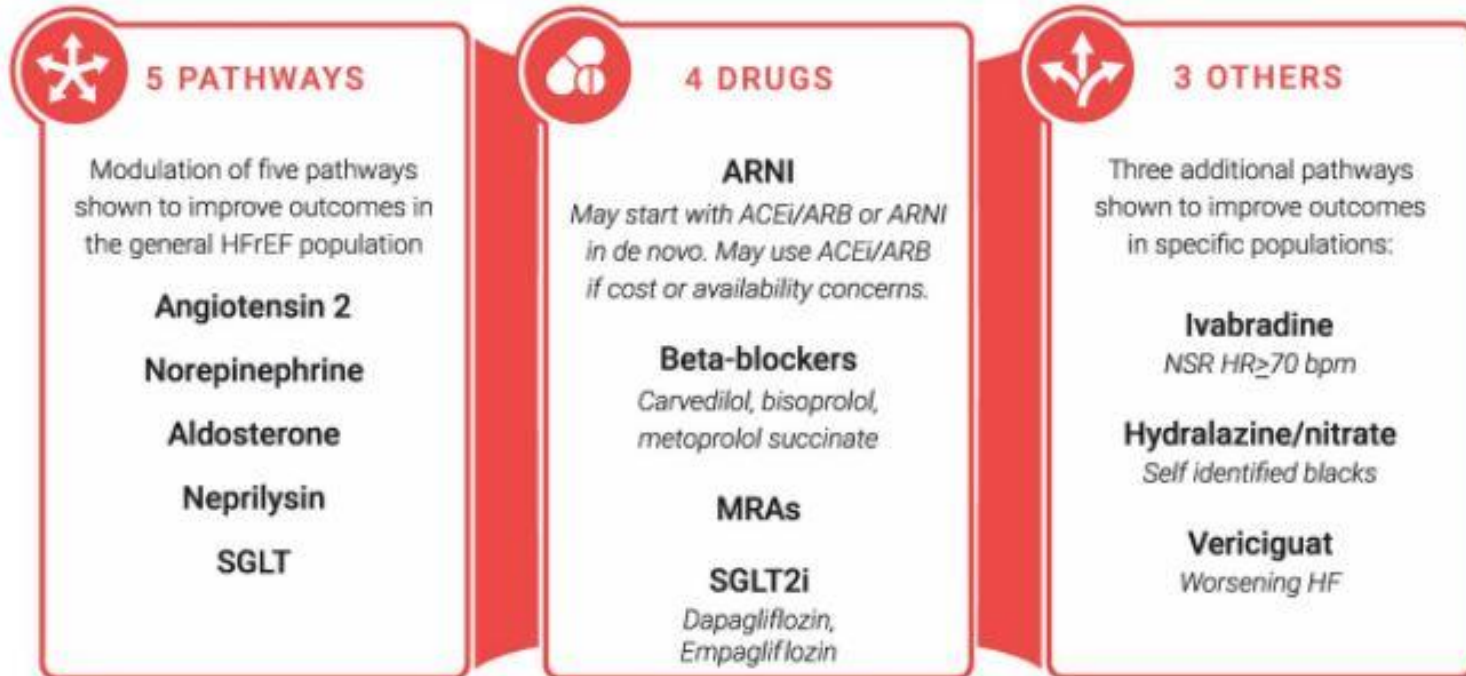 5 PATHWAYS
Modulation of five pathways
shown to improve outcomes in
the general HFrEF population
Angiotensin 2
Norepinephrine
Aldosterone
Neprilysin
SGLT
4 DRUGS
ARNI
May start with ACEi/ARB or ARNI
in de novo. May use ACEi/ARB
if cost or availability concerns.
Beta-blockers
Carvedilol, bisoprolol,
metoprolol succinate
MRAs
SGLT2i
Dapagliflozin,
Empagliflozin
3 OTHERS
Three additional pathways
shown to improve outcomes
in specific populations:
Ivabradine
NSR HR≥70 bpm
Hydralazine/nitrate
Self identified blacks
Vericiguat
Worsening HF